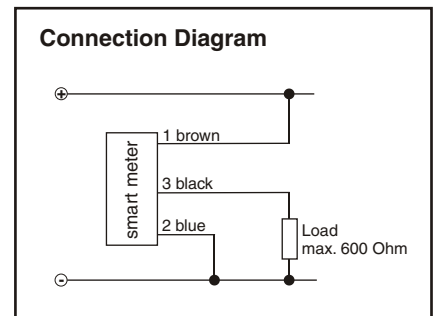 Connection Diagram
+
smart meter
1 brown
3 black
2 blue
Load
max. 600 Ohm
-